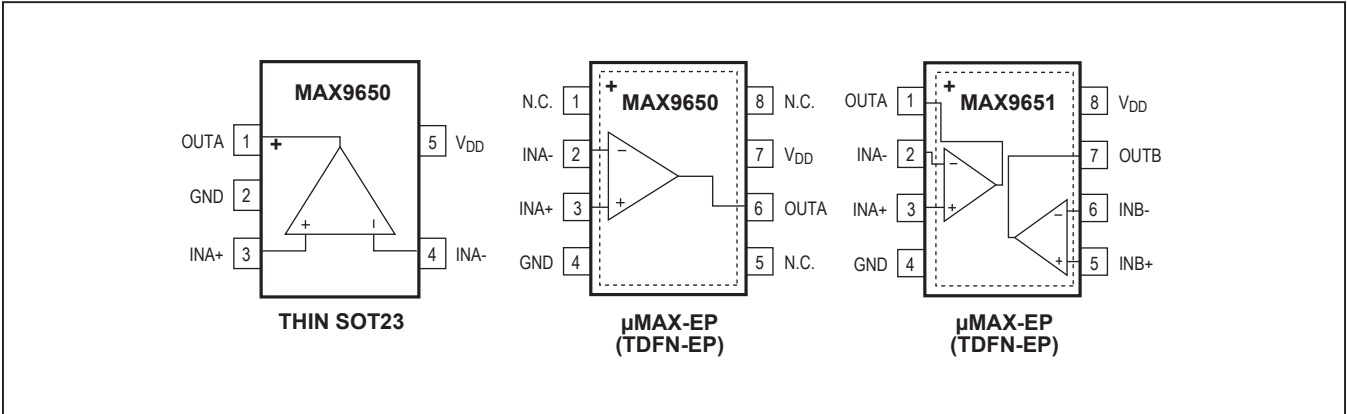 MAX9650
OUTA 1 +
5 VDD
GND 2
INA+ 3
4 INA-
+ −
THIN SOT23
+ MAX9650
N.C. 1
8 N.C.
INA- 2 −
7 VDD
INA+ 3 +
6 OUTA
GND 4
5 N.C.
µMAX-EP
(TDFN-EP)
+ MAX9651
OUTA 1
8 VDD
INA- 2 −
7 OUTB
INA+ 3 +
− 6 INB-
GND 4
+ 5 INB+
µMAX-EP
(TDFN-EP)